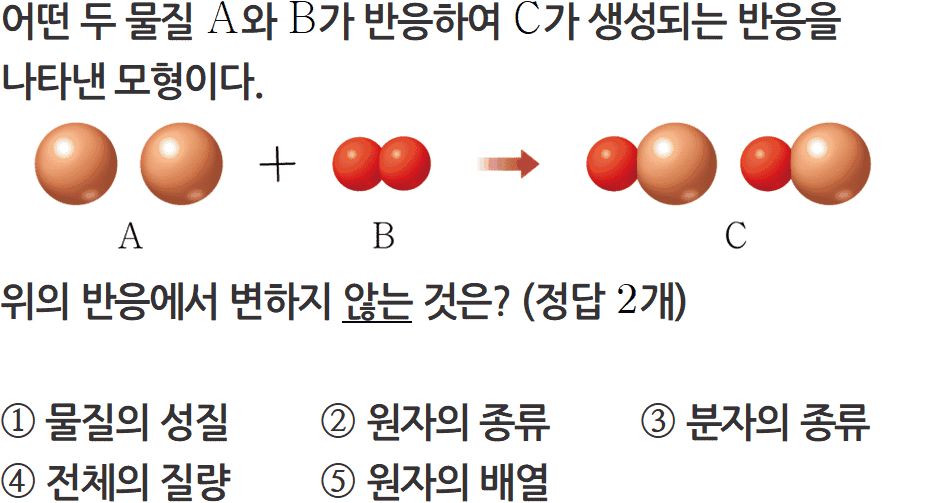 어떤 두 물질 A와 B가 반응하여 C가 생성되는 반응을
나타낸 모형이다.
+
A B C
위의 반응에서 변하지 않는 것은? (정답 2개)
① 물질의 성질 ② 원자의 종류 ③ 분자의 종류
④ 전체의 질량 ⑤ 원자의 배열